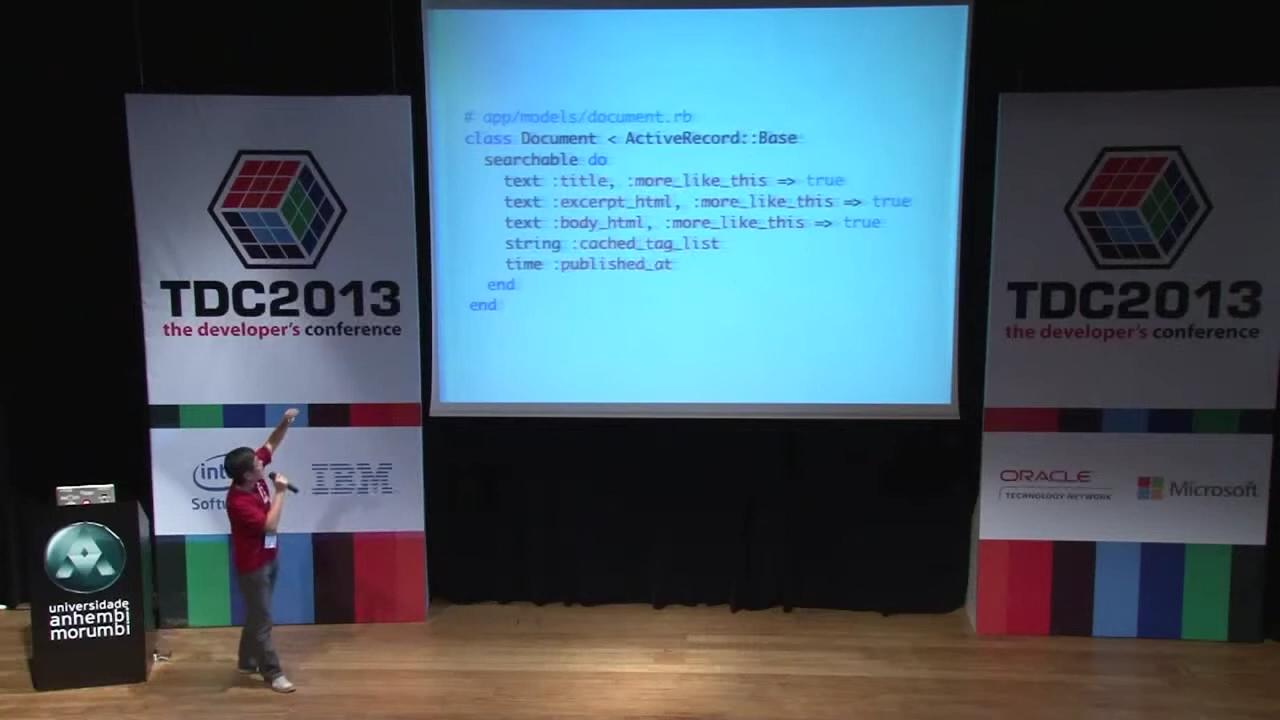 # app/models/document.rb
class Document < ActiveRecord::Base
searchable do
text :title, :more_like_this => true
text :excerpt_html, :more_like_this => true
text :body_html, :more_like_this => true
string :cached_tag_list
time :published_at
end
end
TDC2013
the developer's conference
TDC2013
the developer's conference
IBM
ORACLE
TECHNOLOGY NETWORK
Microsoft
universidade
anhembi
morumbi